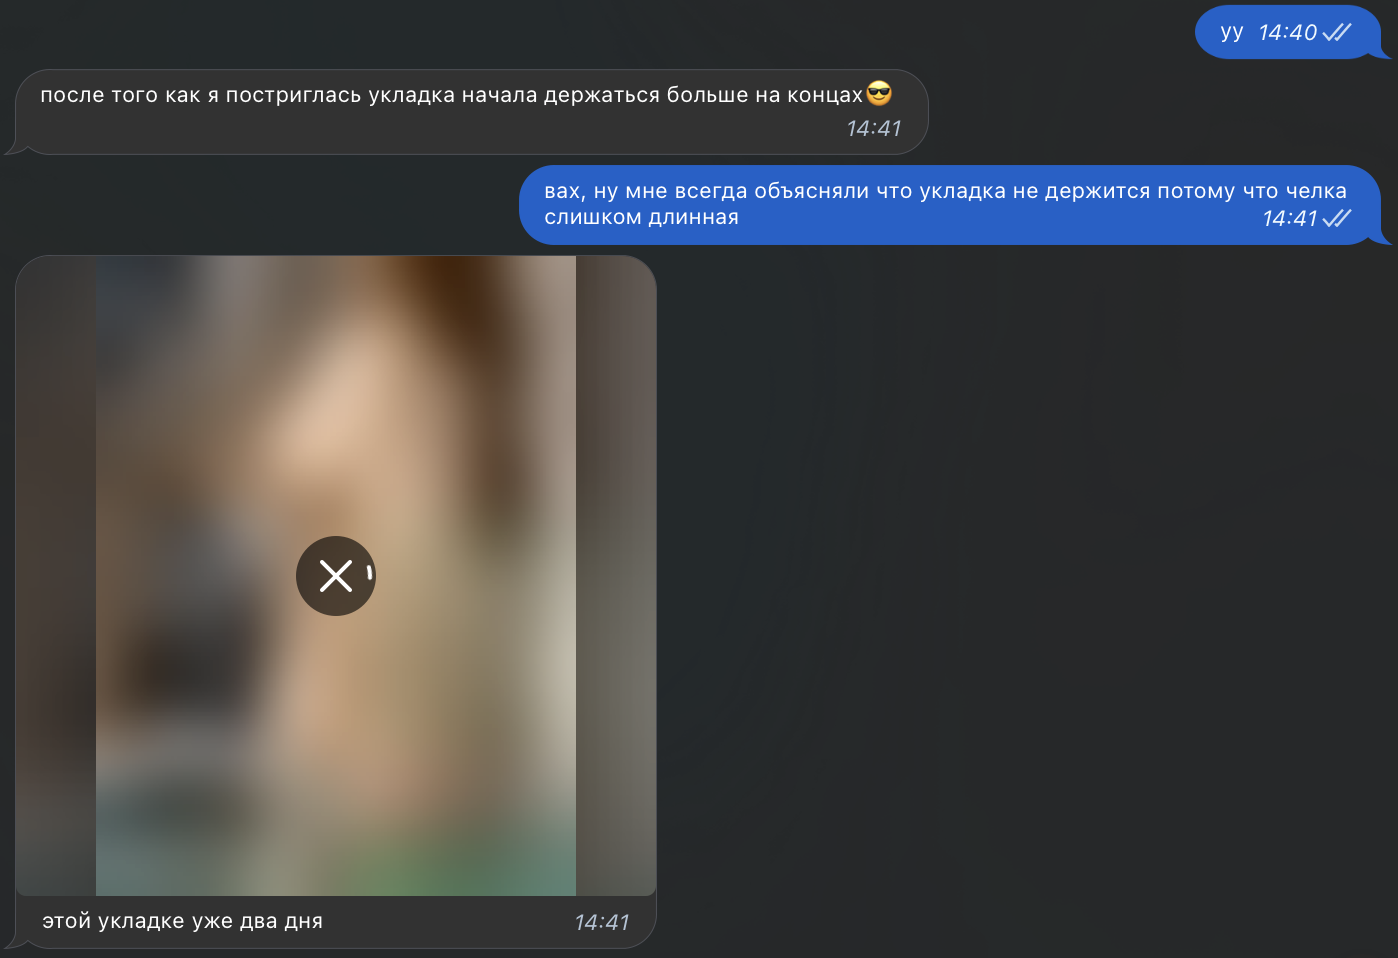 уу 14:40
после того как я постриглась укладка начала держаться больше на концах😎
14:41
вах, ну мне всегда объясняли что укладка не держится потому что челка
слишком длинная 14:41
этой укладке уже два дня 14:41